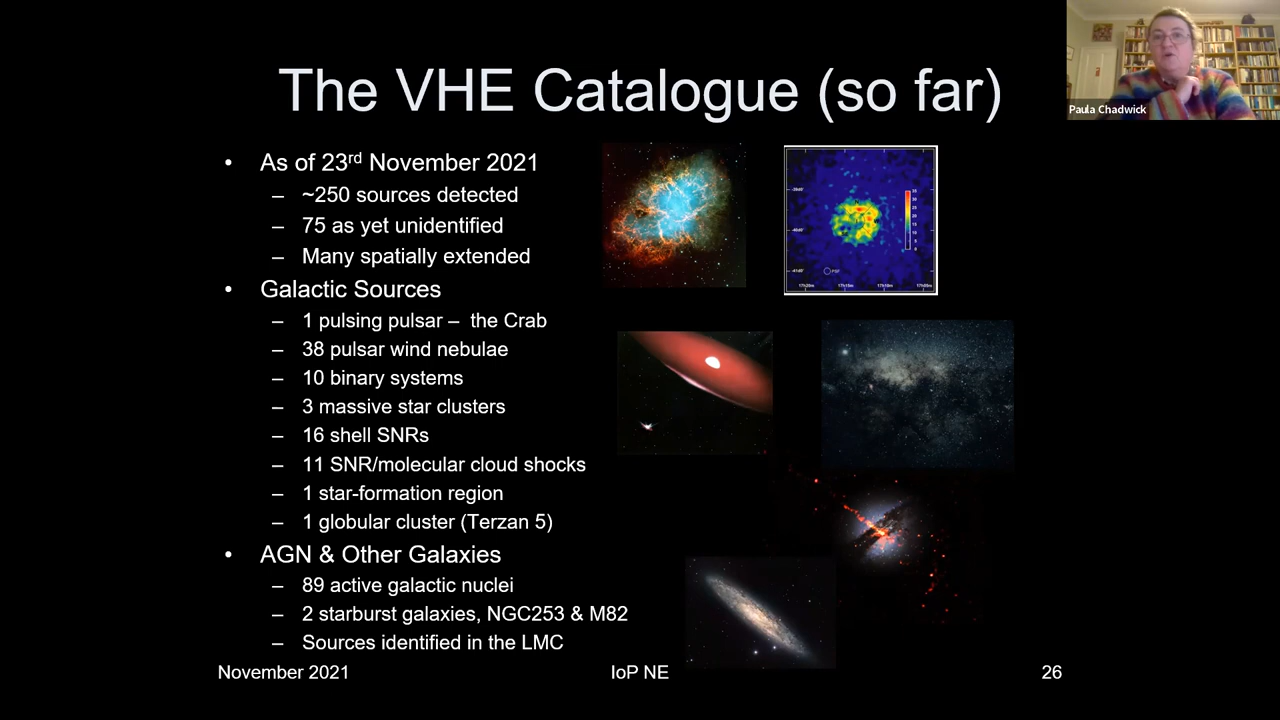 The VHE Catalogue (so far)
• As of 23rd November 2021
– ~250 sources detected
– 75 as yet unidentified
– Many spatially extended
• Galactic Sources
– 1 pulsing pulsar – the Crab
– 38 pulsar wind nebulae
– 10 binary systems
– 3 massive star clusters
– 16 shell SNRs
– 11 SNR/molecular cloud shocks
– 1 star-formation region
– 1 globular cluster (Terzan 5)
• AGN & Other Galaxies
– 89 active galactic nuclei
– 2 starburst galaxies, NGC253 & M82
– Sources identified in the LMC
November 2021
IoP NE
26
Paula Chadwick